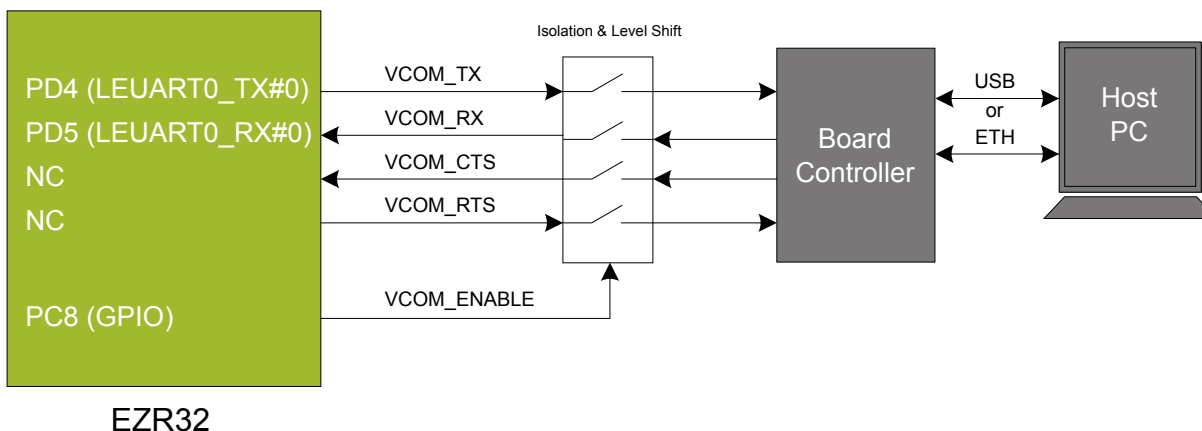 Isolation & Level Shift
PD4 (LEUART0_TX#0)
VCOM_TX
PD5 (LEUART0_RX#0)
VCOM_RX
NC
VCOM_CTS
NC
VCOM_RTS
PC8 (GPIO)
VCOM_ENABLE
Board
Controller
USB
or
ETH
Host
PC
EZR32